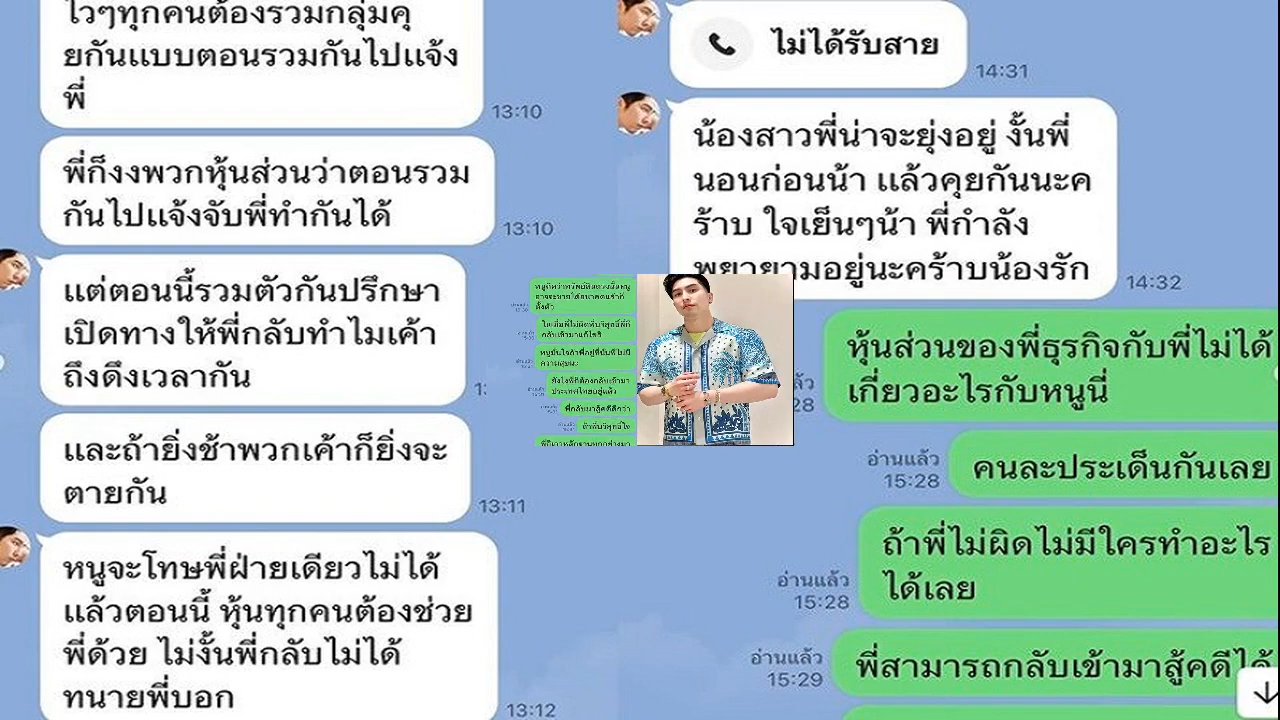 ไวๆทุกคนต้องรวมกลุ่มคุ
ยกันแบบตอนรวมกันไปแจ้ง
พี่
13:10
พี่ก็งงพวกหุ้นส่วนว่าตอนรวม
กันไปแจ้งจับพี่ทำกันได้
13:10
แต่ตอนนี้รวมตัวกันปรึกษา
เปิดทางให้พี่กลับทำไมเค้า
ถึงดึงเวลากัน
1:
และถ้ายิ่งช้าพวกเค้าก็ยิ่งจะ
ตายกัน
13:11
หนูจะโทษพี่ฝ่ายเดียวไม่ได้
แล้วตอนนี้ หุ้นทุกคนต้องช่วย
พี่ด้วย ไม่งั้นพี่กลับไม่ได้
ทนายพี่บอก
13:12
ไม่ได้รับสาย
14:31
น้องสาวพี่น่าจะยุ่งอยู่ งั้นพี่
นอนก่อนน้า แล้วคุยกันนะค
ร้าบ ใจเย็นๆน้า พี่กำลัง
พยายามอยู่นะคร้าบน้องรัก
14:32
หุ้นส่วนของพี่ธุรกิจกับพี่ไม่ได้
เกี่ยวอะไรกับหนูนี่
28
อ่านแล้ว
15:28
คนละประเด็นกันเลย
ถ้าพี่ไม่ผิดไม่มีใครทำอะไร
ได้เลย
อ่านแล้ว
15:28
พี่สามารถกลับเข้ามาสู้คดีได้
อ่านแล้ว
15:29
พี่กลับมาสู้คดีดีกว่า